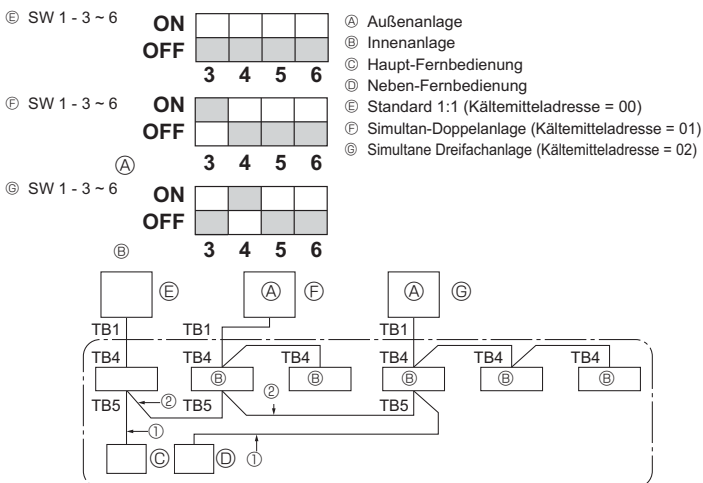 Ⓔ SW 1 - 3 ~ 6
ON
OFF
3 4 5 6
Ⓕ SW 1 - 3 ~ 6
ON
OFF
3 4 5 6
Ⓐ
Ⓖ SW 1 - 3 ~ 6
ON
OFF
3 4 5 6
Ⓑ
Ⓐ Außenanlage
Ⓑ Innenanlage
Ⓒ Haupt-Fernbedienung
Ⓓ Neben-Fernbedienung
Ⓔ Standard 1:1 (Kältemitteladresse = 00)
Ⓕ Simultan-Doppelanlage (Kältemitteladresse = 01)
Ⓖ Simultane Dreifachanlage (Kältemitteladresse = 02)
Ⓔ Ⓐ Ⓕ Ⓐ Ⓖ
TB1 TB1 TB1
TB4 TB4 TB4 TB4 TB4 TB4
Ⓑ Ⓑ Ⓑ Ⓑ Ⓑ
TB5 ② TB5 ② TB5
① Ⓒ Ⓓ ①